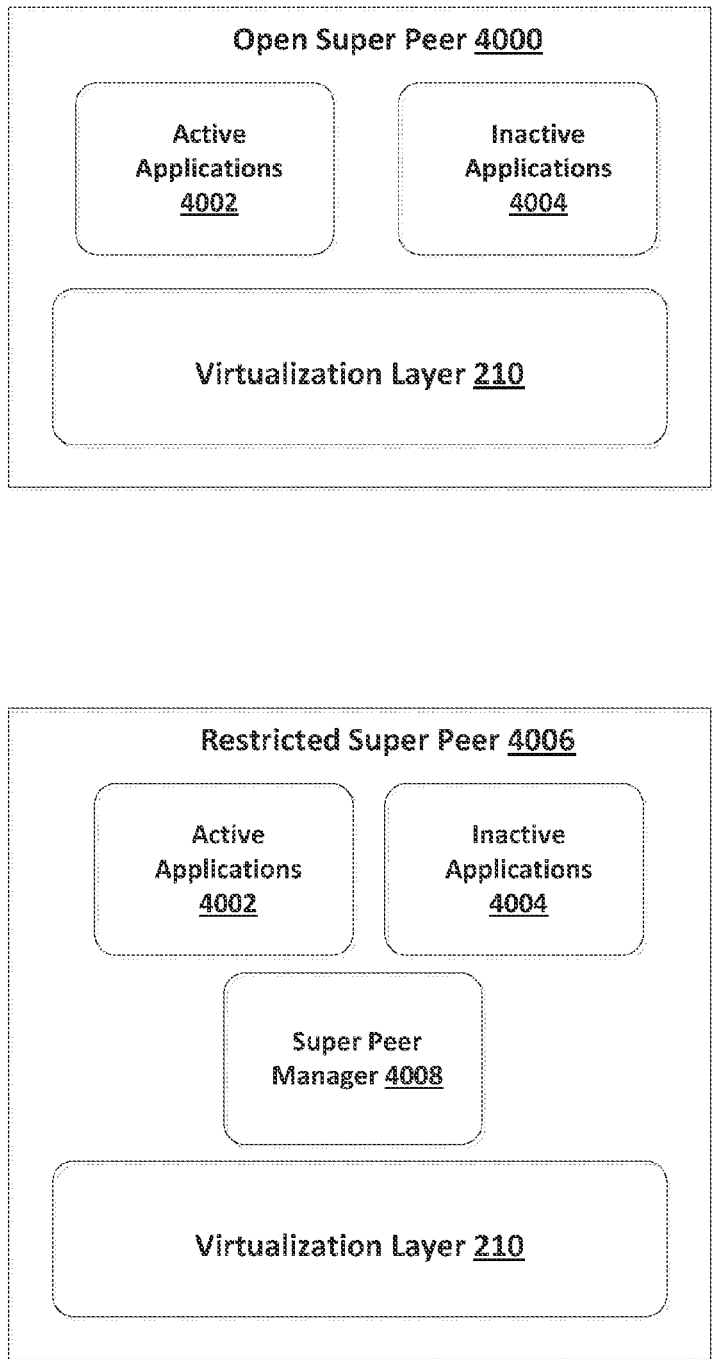 Open Super Peer 4000
Active
Applications
4002
Inactive
Applications
4004
Virtualization Layer 210
Restricted Super Peer 4006
Active
Applications
4002
Inactive
Applications
4004
Super Peer
Manager 4008
Virtualization Layer 210